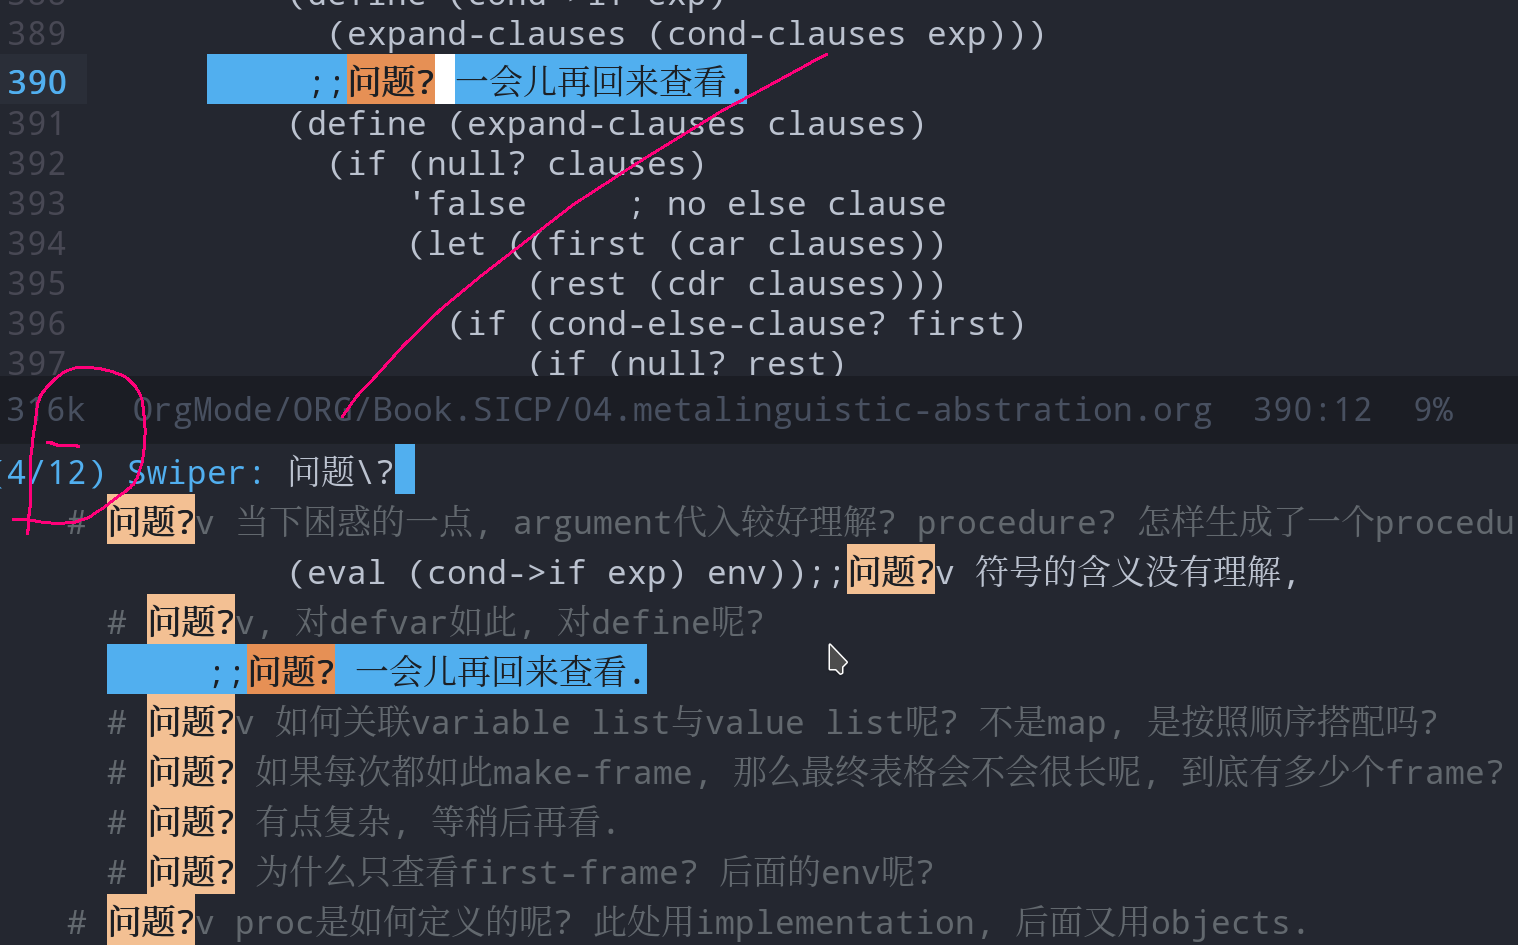 388 (define (cond->if exp)
389 (expand-clauses (cond-clauses exp)))
390 ;;问题? 一会儿再回来查看.
391 (define (expand-clauses clauses)
392 (if (null? clauses)
393 'false ; no else clause
394 (let ((first (car clauses))
395 (rest (cdr clauses)))
396 (if (cond-else-clause? first)
397 (if (null? rest)
316k OrgMode/ORG/Book.SICP/04.metalinguistic-abstration.org 390:12 9%
(4/12) Swiper: 问题\?
# 问题?v 当下困惑的一点, argument代入较好理解? procedure? 怎样生成了一个procedu
(eval (cond->if exp) env));;问题?v 符号的含义没有理解,
# 问题?v, 对defvar如此, 对define呢?
;;问题? 一会儿再回来查看.
# 问题?v 如何关联variable list与value list呢? 不是map, 是按照顺序搭配吗?
# 问题? 如果每次都如此make-frame, 那么最终表格会不会很长呢, 到底有多少个frame?
# 问题? 有点复杂, 等稍后再看.
# 问题? 为什么只查看first-frame? 后面的env呢?
# 问题?v proc是如何定义的呢? 此处用implementation, 后面又用objects.